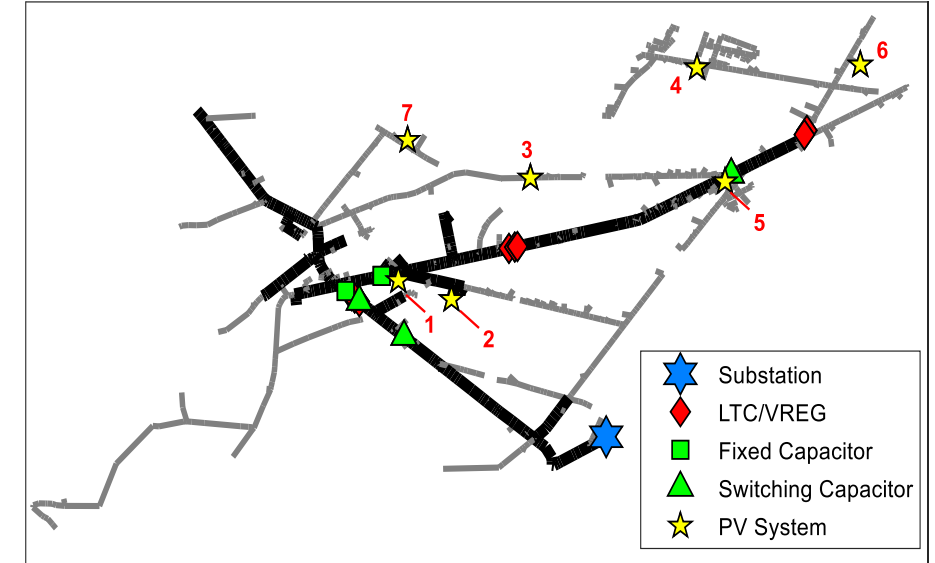 6
4
7
3
5
1
2
Substation
LTC/VREG
Fixed Capacitor
Switching Capacitor
PV System